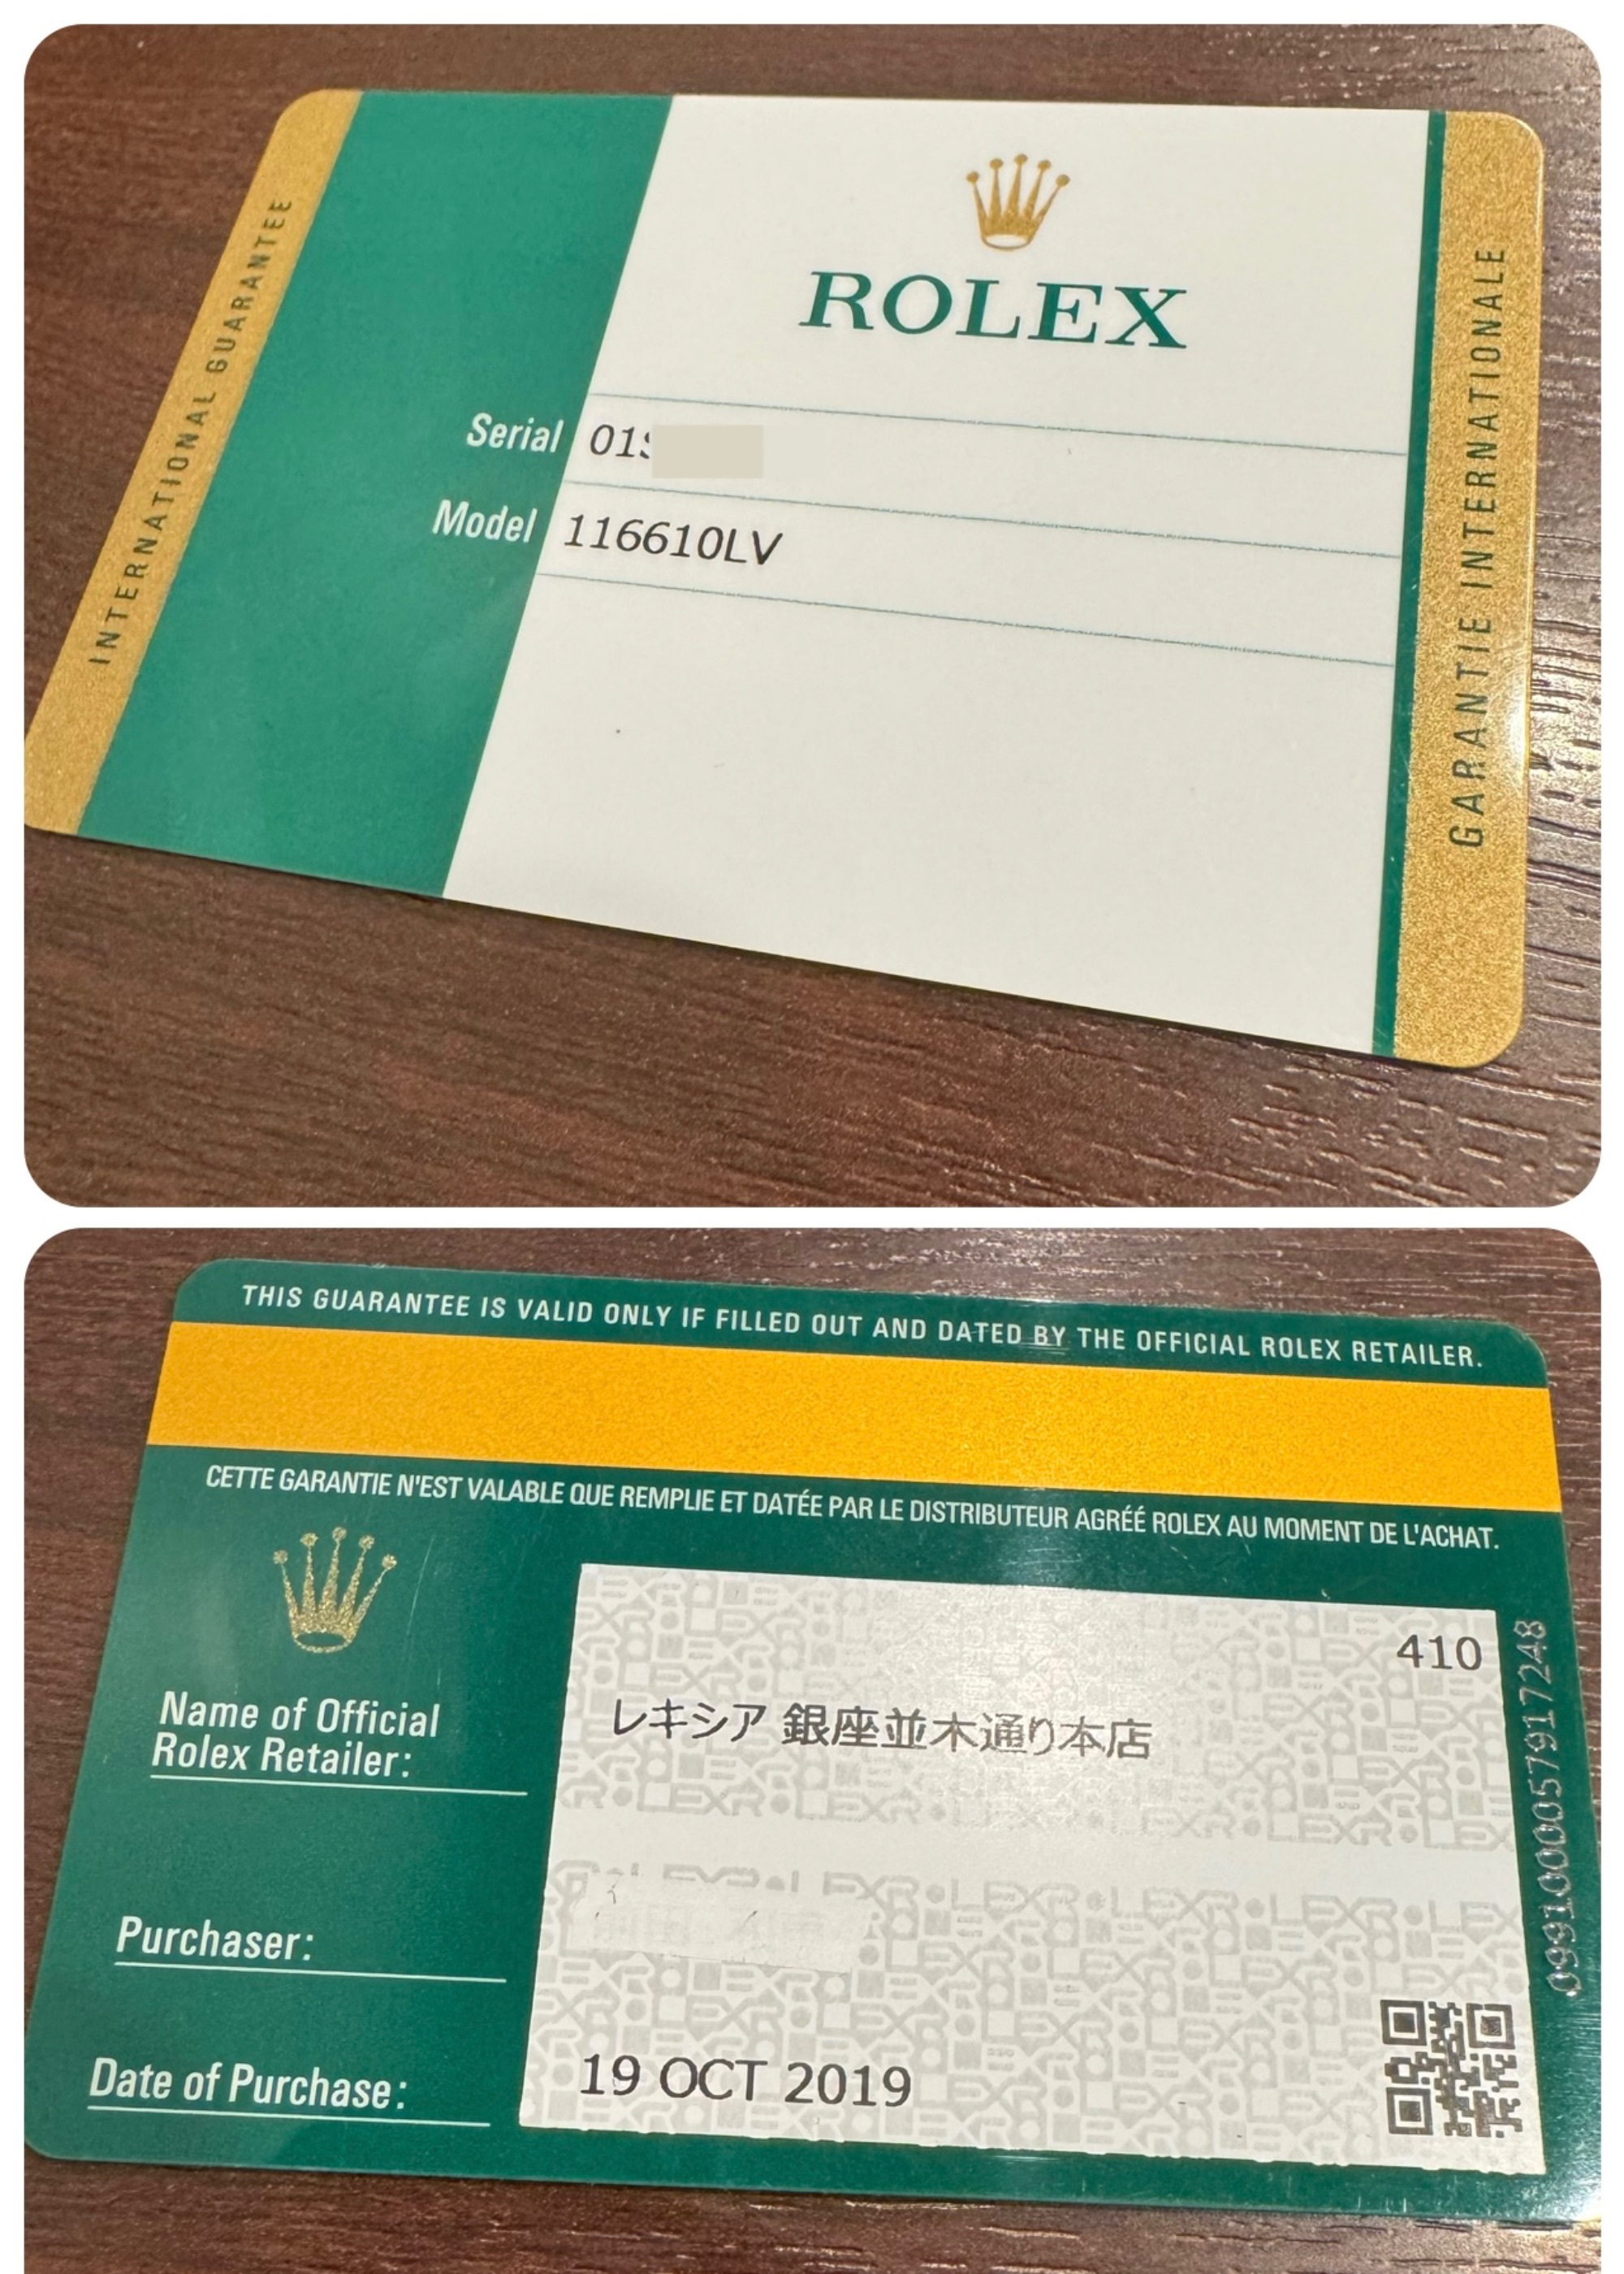 INTERNATIONAL GUARANTEE
ROLEX
Serial 01
Model 116610LV
GARANTIE INTERNATIONALE
THIS GUARANTEE IS VALID ONLY IF FILLED OUT AND DATED BY THE OFFICIAL ROLEX RETAILER.
CETTE GARANTIE N'EST VALABLE QUE REMPLIE ET DATÉE PAR LE DISTRIBUTEUR AGRÉÉ ROLEX AU MOMENT DE L'ACHAT.
410
Name of Official
Rolex Retailer:
レキシア 銀座並木通り本店
Purchaser:
Date of Purchase:
19 OCT 2019